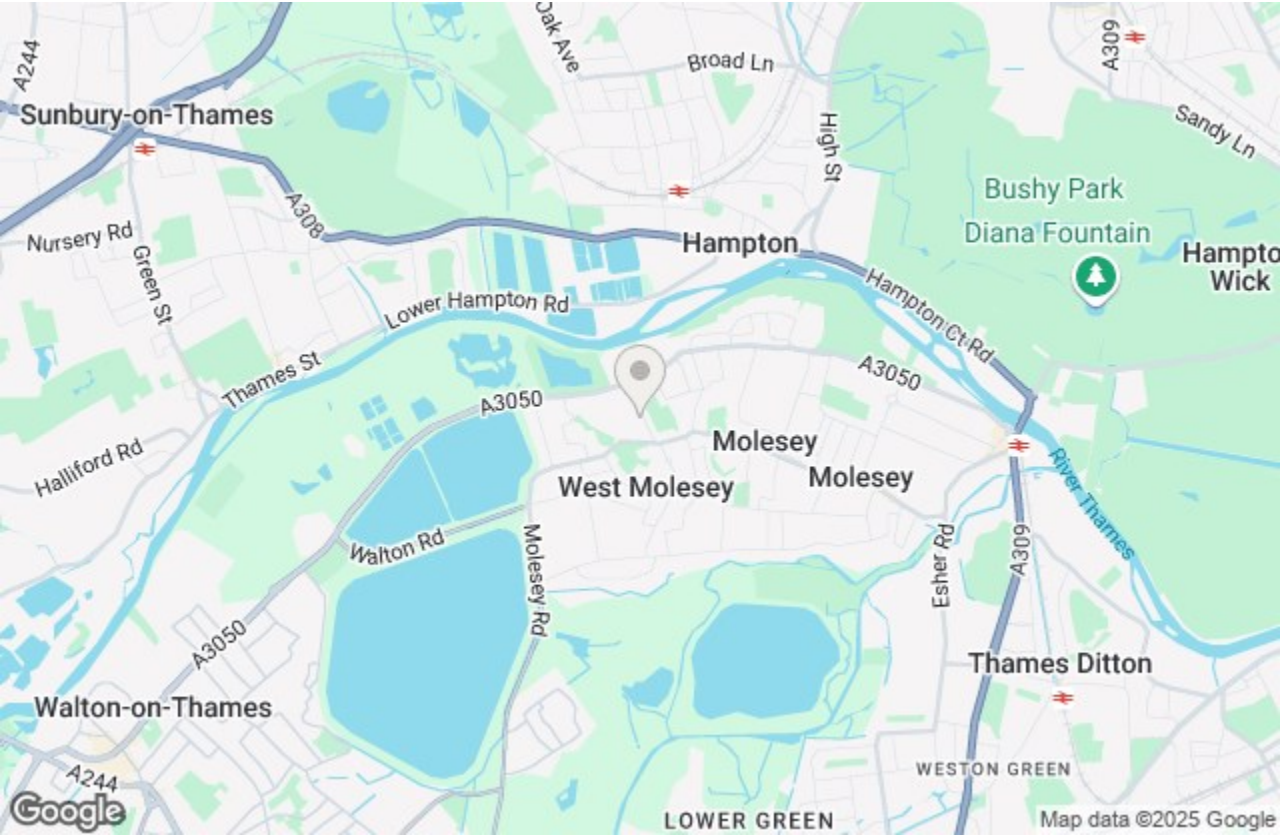 A244
Oak Ave
Broad Ln
A309
Sunbury-on-Thames
High St
Sandy Ln
Bushy Park
Diana Fountain
A308
Nursery Rd
Green St
Hampton
Hampto
Wick
Hampton Ct Rd
Lower Hampton Rd
Thames St
A3050
A3050
Halliford Rd
Molesey
Molesey
West Molesey
River Thames
Walton Rd
Molesey Rd
Esher Rd
A309
A3050
Thames Ditton
Walton-on-Thames
A244
WESTON GREEN
LOWER GREEN
Google
Map data ©2025 Google